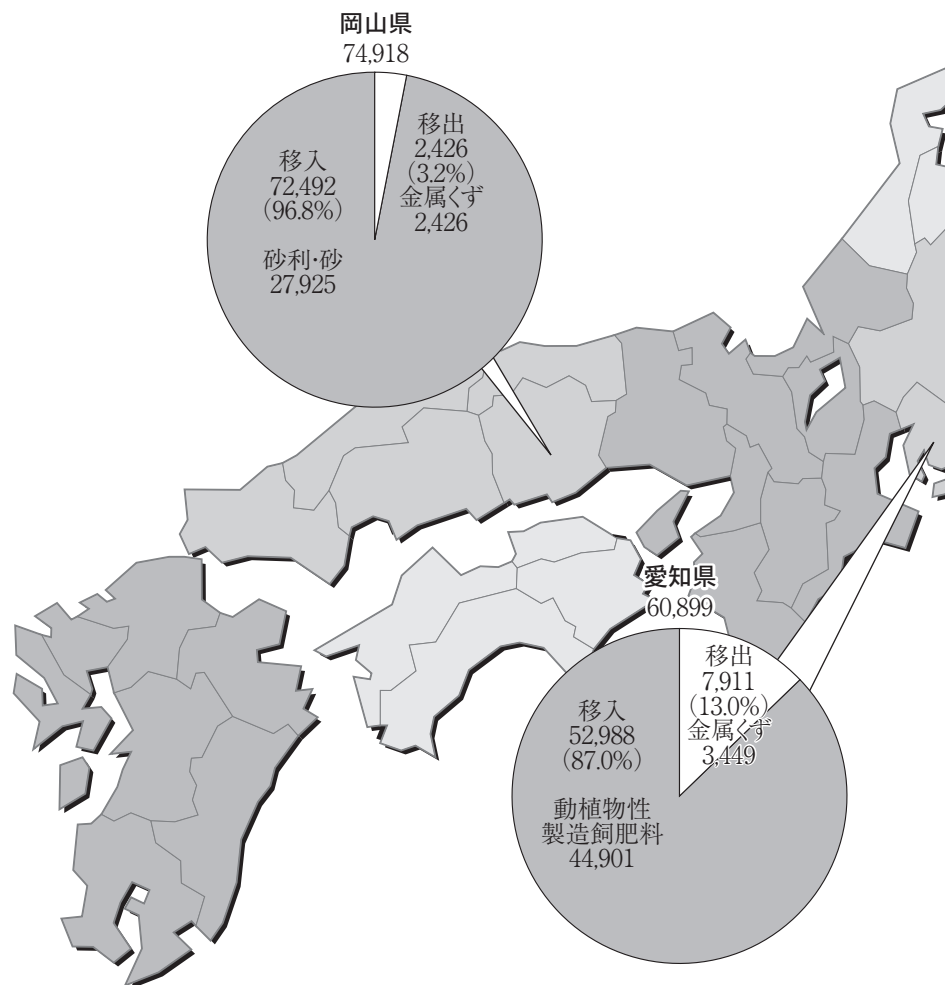 岡山県
74,918
移出
2,426
(3.2%)
金属くず
2,426
移入
72,492
(96.8%)
砂利・砂
27,925
愛知県
60,899
移出
7,911
(13.0%)
金属くず
3,449
移入
52,988
(87.0%)
動植物性
製造飼肥料
44,901